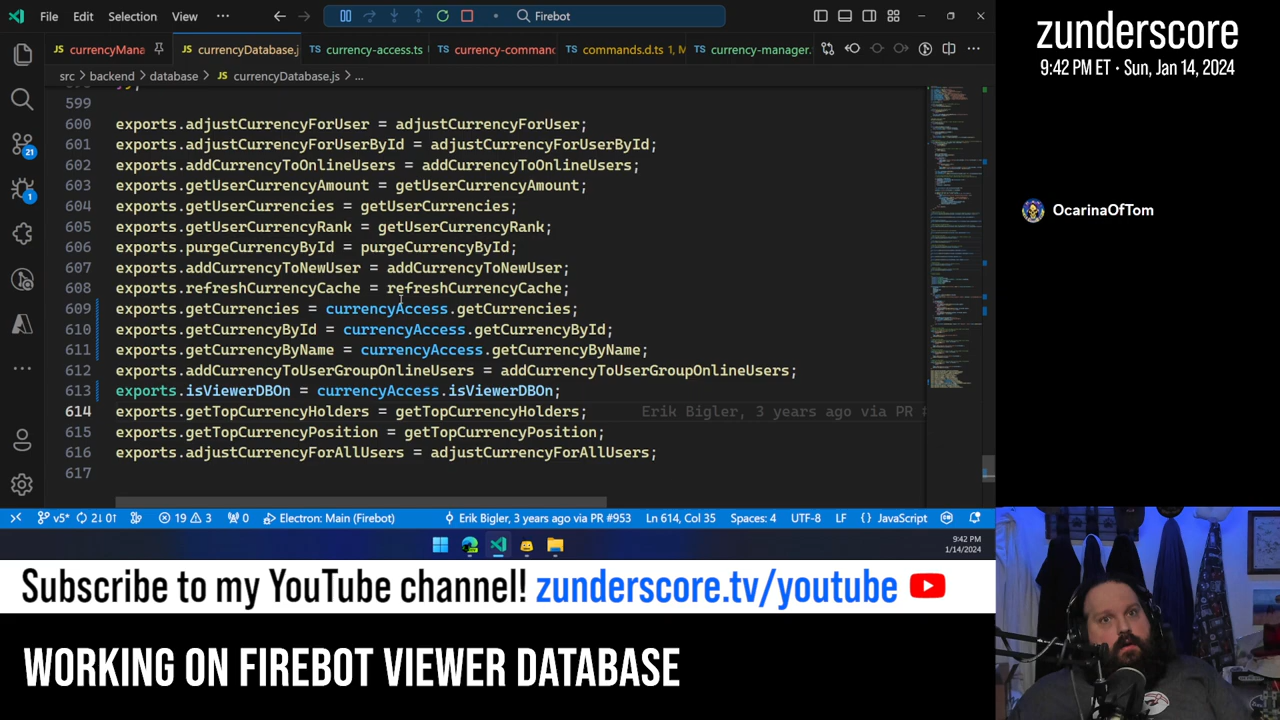 File Edit Selection View ··· Firebot
currencyMana currencyDatabase.j TS currency-access.ts currency-comman commands.d.ts 1, M TS currency-manager.
src > backend > database > JS currencyDatabase.js > ...
599
600 exports.adjustCurrencyForUser = adjustCurrencyForUser;
601 exports.adjustCurrencyForUserById = adjustCurrencyForUserById;
602 exports.addCurrencyToOnlineUsers = addCurrencyToOnlineUsers;
603 exports.getUserCurrencyAmount = getUserCurrencyAmount;
604 exports.getUserCurrencies = getUserCurrencies;
605 exports.getUserCurrencyRank = getUserCurrencyRank;
606 exports.purgeCurrencyById = purgeCurrencyById;
607 exports.addCurrencyToNewUser = addCurrencyToNewUser;
608 exports.refreshCurrencyCache = refreshCurrencyCache;
609 exports.getCurrencies = currencyAccess.getCurrencies;
610 exports.getCurrencyById = currencyAccess.getCurrencyById;
611 exports.getCurrencyByName = currencyAccess.getCurrencyByName;
612 exports.addCurrencyToUserGroupOnlineUsers = addCurrencyToUserGroupOnlineUsers;
613 exports.isViewerDBOn = currencyAccess.isViewerDBOn;
614 exports.getTopCurrencyHolders = getTopCurrencyHolders; Erik Bigler, 3 years ago via PR #
615 exports.getTopCurrencyPosition = getTopCurrencyPosition;
616 exports.adjustCurrencyForAllUsers = adjustCurrencyForAllUsers;
617
21
1
v5* 2↓ 0↑ 19 3 0 Electron: Main (Firebot) Erik Bigler, 3 years ago via PR #953 Ln 614, Col 35 Spaces: 4 UTF-8 LF {} JavaScript
9:42 PM
1/14/2024
zunderscore
9:42 PM ET • Sun, Jan 14, 2024
OcarinaOfTom
Subscribe to my YouTube channel! zunderscore.tv/youtube
WORKING ON FIREBOT VIEWER DATABASE